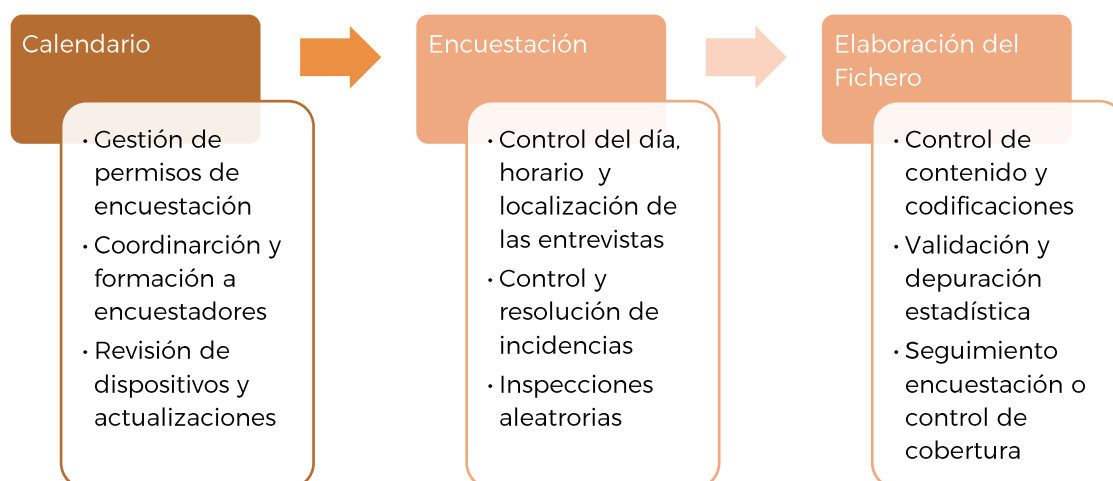 Calendario
· Gestión de
permisos de
encuestación
· Coordinarción y
formación a
encuestadores
· Revisión de
dispositivos y
actualizaciones
Encuestación
· Control del día,
horario y
localización de
las entrevistas
· Control y
resolución de
incidencias
· Inspecciones
aleatrorias
Elaboración del
Fichero
· Control de
contenido y
codificaciones
· Validación y
depuración
estadística
· Seguimiento
encuestación o
control de
cobertura